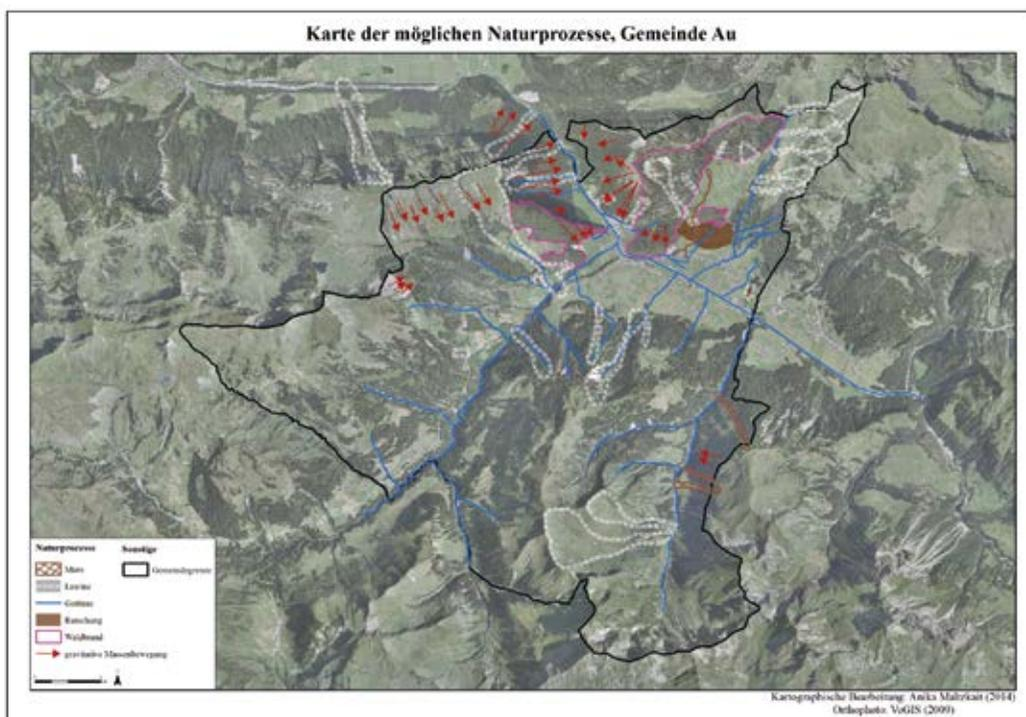 Karte der möglichen Naturprozesse, Gemeinde Au
Naturprozesse
Sonstige
Mure
Gemeindegrenze
Lawine
Gerinne
Rutschung
Waldbrand
gravitative Massenbewegung
Kartographische Bearbeitung: Anika Maltzkait (2014)
Orthophoto: VoGIS (2009)